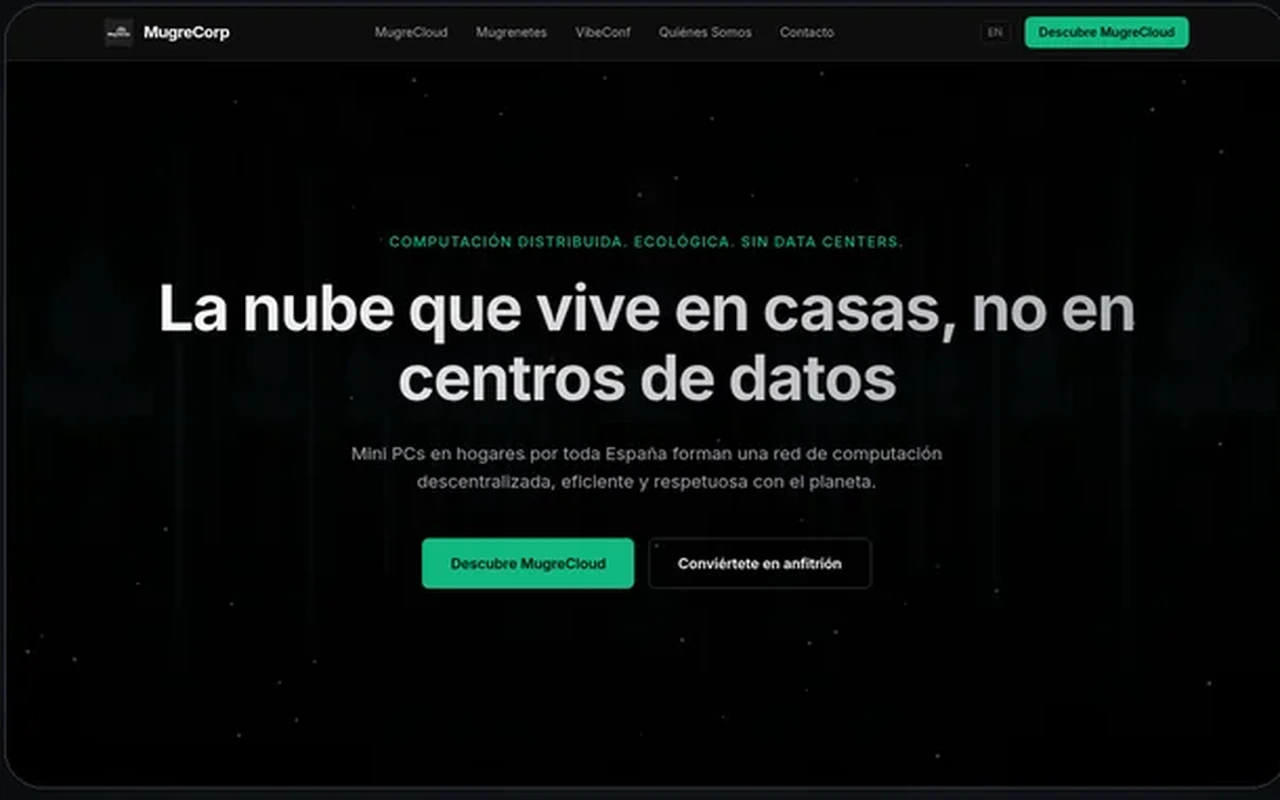 MugreCorp
MugreCloud
Mugrenetes
VibeConf
Quiénes Somos
Contacto
EN
Descubre MugreCloud
COMPUTACIÓN DISTRIBUIDA. ECOLÓGICA. SIN DATA CENTERS.
La nube que vive en casas, no en
centros de datos
Mini PCs en hogares por toda España forman una red de computación
descentralizada, eficiente y respetuosa con el planeta.
Descubre MugreCloud
Conviértete en anfitrión